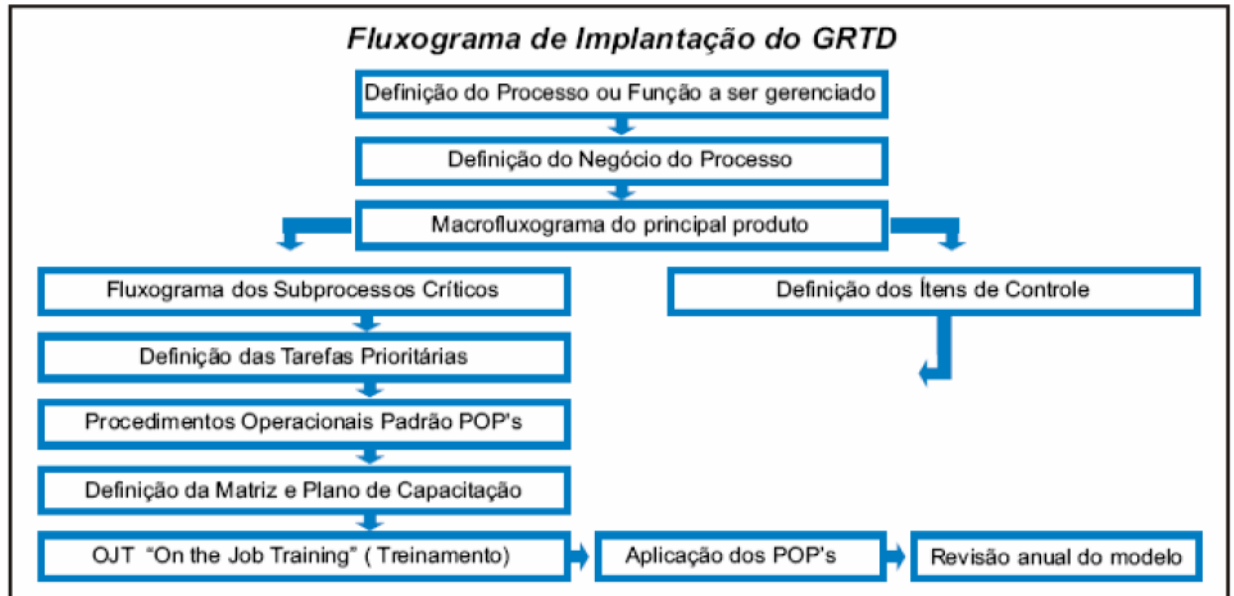 Fluxograma de Implantação do GRTD
Definição do Processo ou Função a ser gerenciado
Definição do Negócio do Processo
Macrofluxograma do principal produto
Fluxograma dos Subprocessos Críticos
Definição dos Ítens de Controle
Definição das Tarefas Prioritárias
Procedimentos Operacionais Padrão POP's
Definição da Matriz e Plano de Capacitação
OJT "On the Job Training" ( Treinamento)
Aplicação dos POP's
Revisão anual do modelo